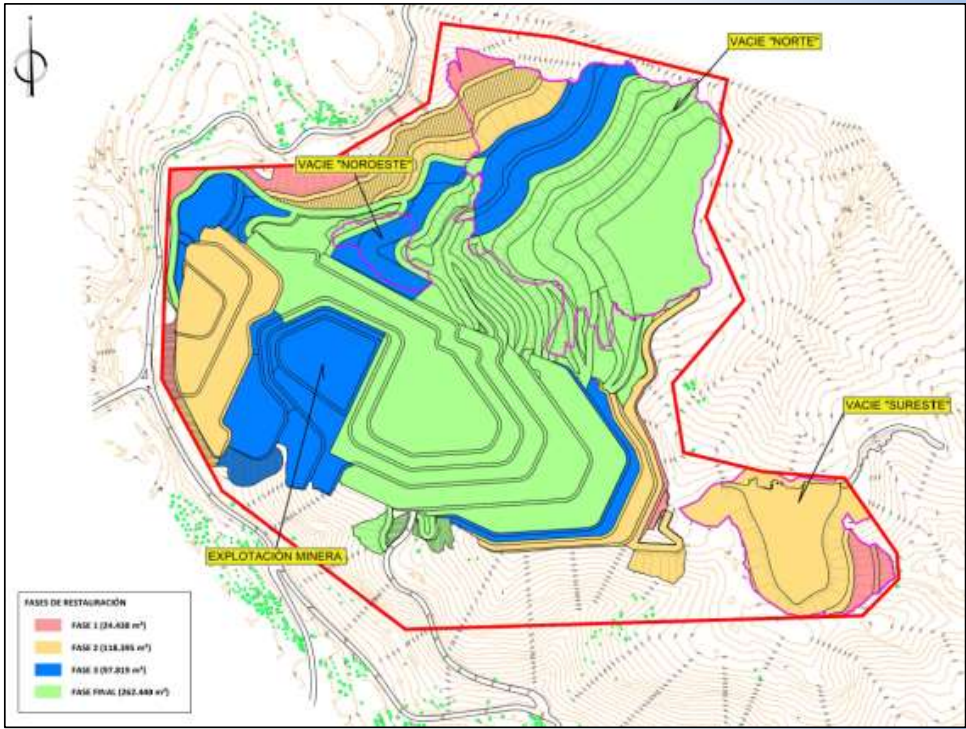 VACIE "NORTE"
VACIE "NOROESTE"
VACIE "SURESTE"
EXPLOTACIÓN MINERA
FASES DE RESTAURACIÓN
FASE 1 (24.438 m²)
FASE 2 (118.395 m²)
FASE 3 (97.819 m²)
FASE FINAL (262.449 m²)